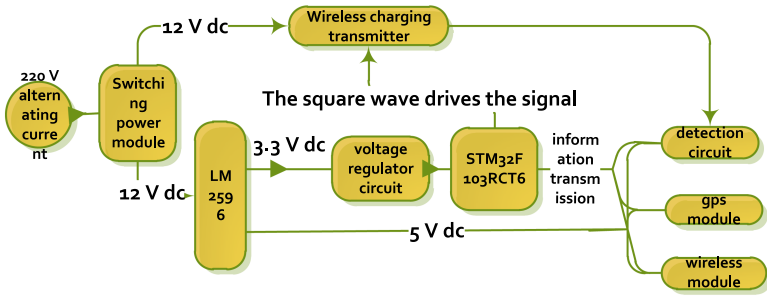 220 V
altern
ating
curre
nt
Switchi
ng
power
module
12 V dc
Wireless charging
transmitter
The square wave drives the signal
12 V dc
LM
259
6
3.3 V dc
voltage
regulator
circuit
STM32F
103RCT6
inform
ation
transm
ission
5 V dc
detection
circuit
gps
module
wireless
module